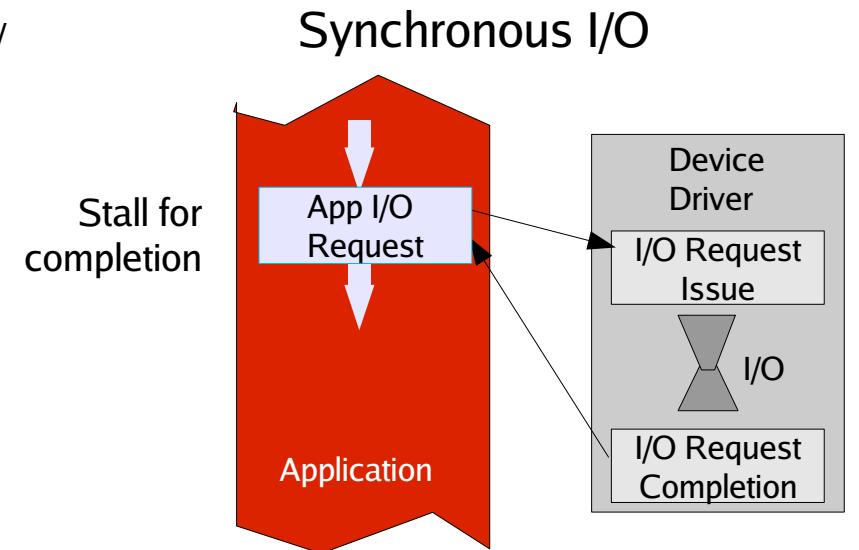 /
Synchronous I/O
Stall for
completion
App I/O
Request
Application
Device
Driver
I/O Request
Issue
I/O
I/O Request
Completion